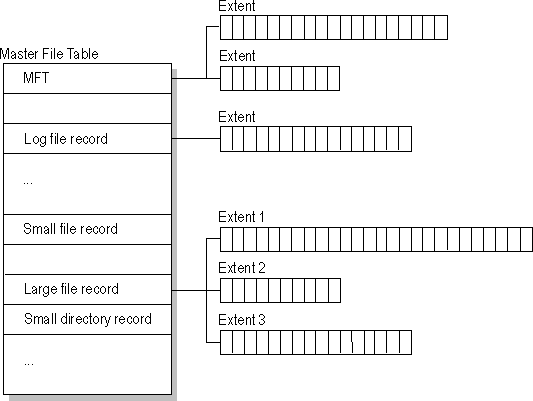 Extent
Master File Table
Extent
MFT
Extent
Log file record
...
Extent 1
Small file record
Extent 2
Large file record
Extent 3
Small directory record
...